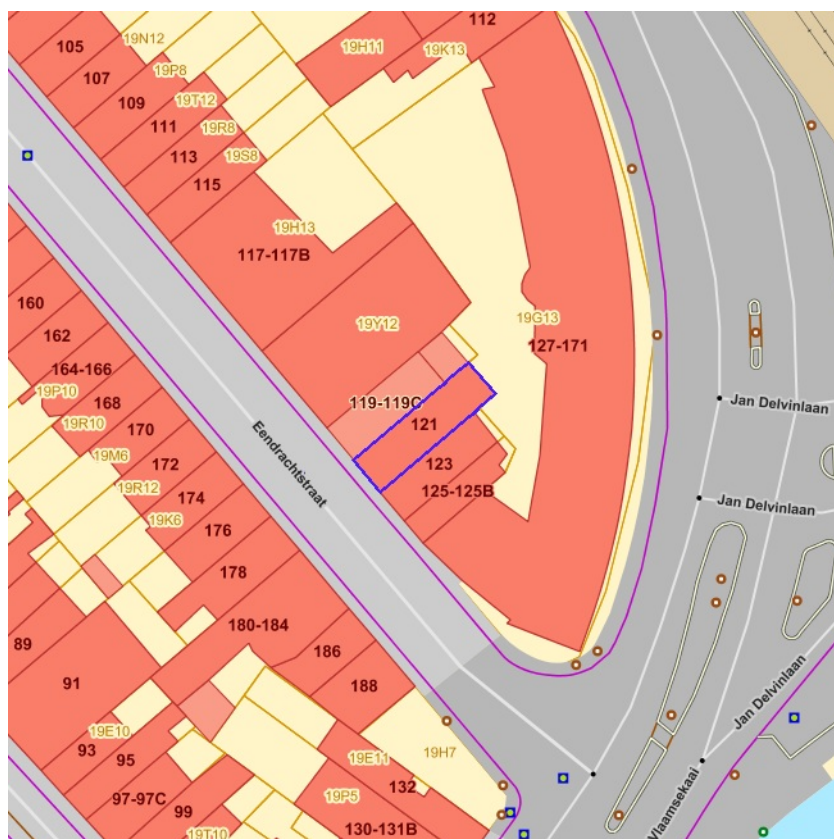 112
19N12
105
19H11
19K13
19P8
107
109
19T12
111
19R8
113
19S8
115
19H13
117-117B
160
19Y12
19G13
162
127-171
164-166
19P10
168
119-119C
Jan Delvinlaan
19R10
170
121
19M6
172
123
19R12
174
125-125B
Eendrachtstraat
Jan Delvinlaan
19K6
176
178
180-184
89
186
91
188
Jan Delvinlaan
19E10
93
95
19E11
19H7
97-97C
99
19P5
132
Vlaamsekaai
19T10
130-131B